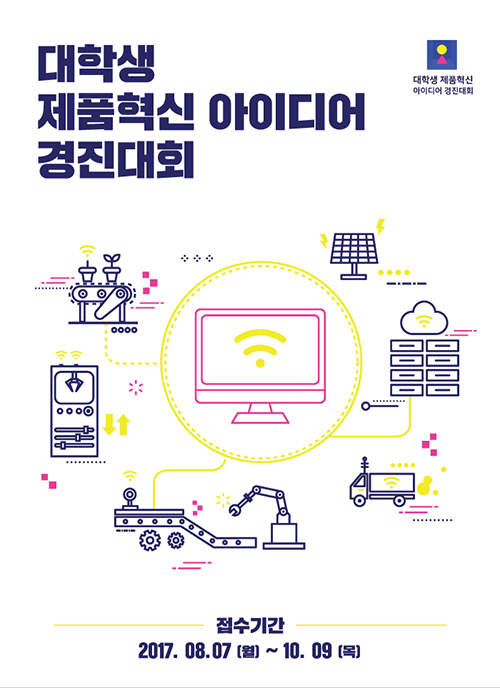 대학생
제품혁신 아이디어
경진대회
대학생 제품혁신
아이디어 경진대회
접수기간
2017. 08.07 (월) ~ 10. 09 (목)